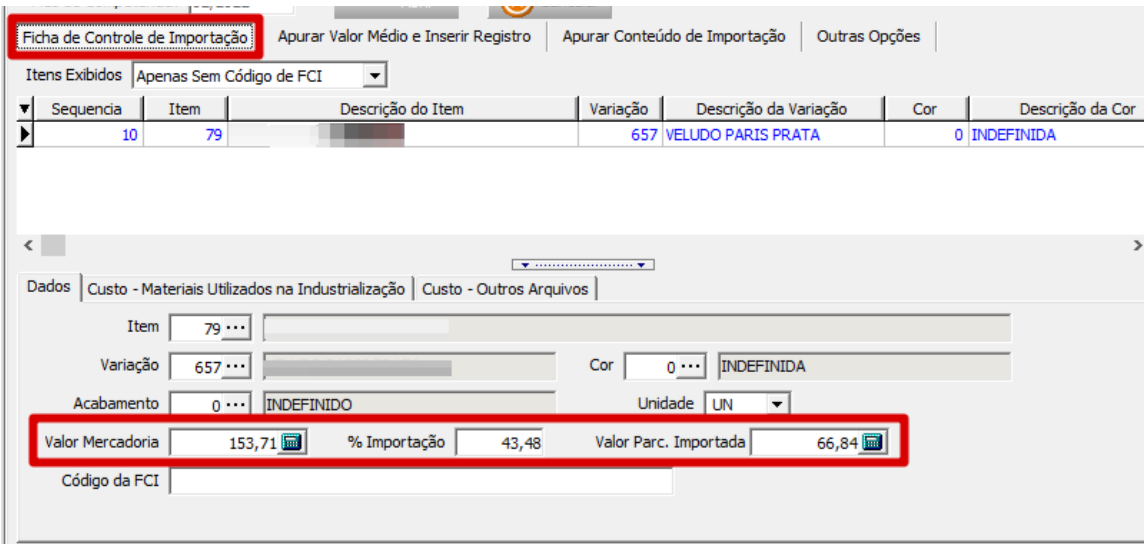 Ficha de Controle de Importação Apurar Valor Médio e Inserir Registro Apurar Conteúdo de Importação Outras Opções
Itens Exibidos Apenas Sem Código de FCI
Sequencia Item Descrição do Item Variação Descrição da Variação Cor Descrição da Cor
10 79 657 VELUDO PARIS PRATA 0 INDEFINIDA
Dados Custo - Materiais Utilizados na Industrialização Custo - Outros Arquivos
Item 79 ...
Variação 657 ... Cor 0 ... INDEFINIDA
Acabamento 0 ... INDEFINIDO Unidade UN
Valor Mercadoria 153,71 % Importação 43,48 Valor Parc. Importada 66,84
Código da FCI